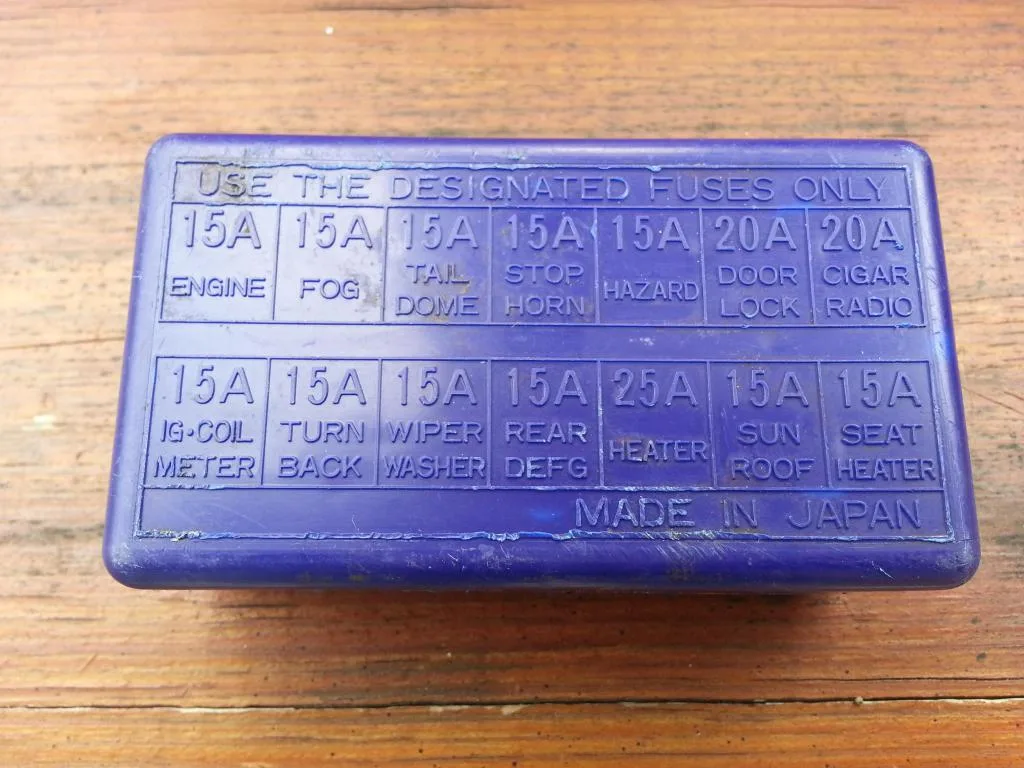 USE THE DESIGNATED FUSES ONLY
15A 15A 15A 15A 15A 20A 20A
ENGINE FOG TAIL DOME STOP HORN HAZARD DOOR LOCK CIGAR RADIO
15A 15A 15A 15A 25A 15A 15A
IG·COIL TURN WIPER REAR HEATER SUN SEAT
METER BACK WASHER DEFG ROOF HEATER
MADE IN JAPAN